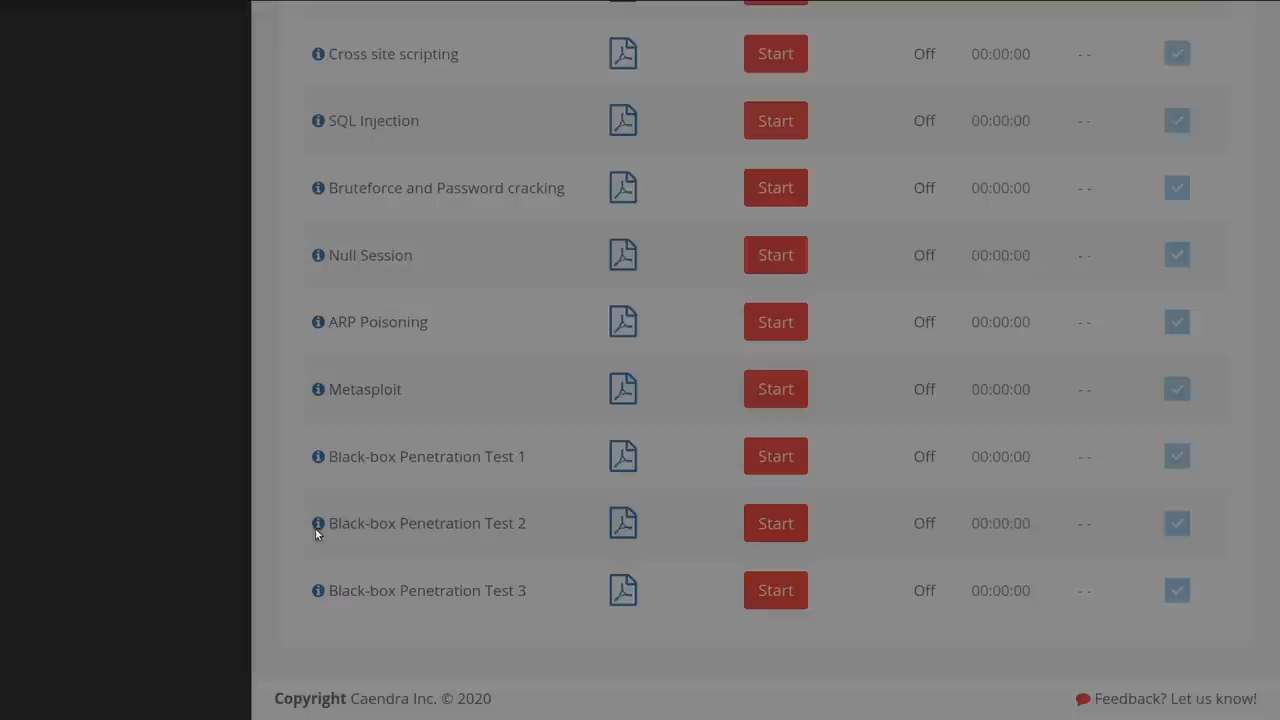 Cross site scripting Start Off 00:00:00 - -
SQL Injection Start Off 00:00:00 - -
Bruteforce and Password cracking Start Off 00:00:00 - -
Null Session Start Off 00:00:00 - -
ARP Poisoning Start Off 00:00:00 - -
Metasploit Start Off 00:00:00 - -
Black-box Penetration Test 1 Start Off 00:00:00 - -
Black-box Penetration Test 2 Start Off 00:00:00 - -
Black-box Penetration Test 3 Start Off 00:00:00 - -
Copyright Caendra Inc. © 2020 Feedback? Let us know!